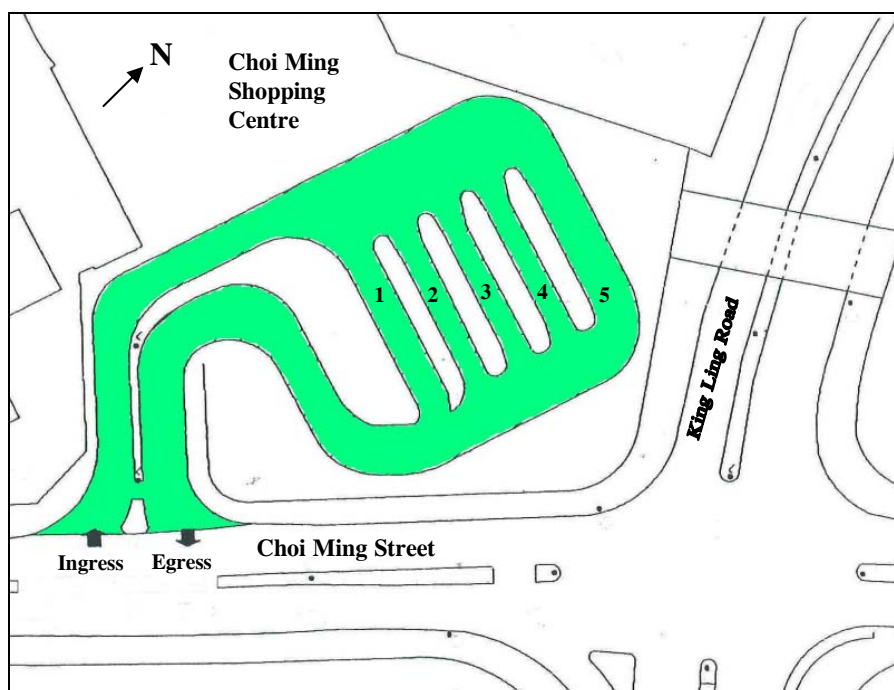 N
Choi Ming
Shopping
Centre
1
2
3
4
5
King Ling Road
Choi Ming Street
Ingress
Egress